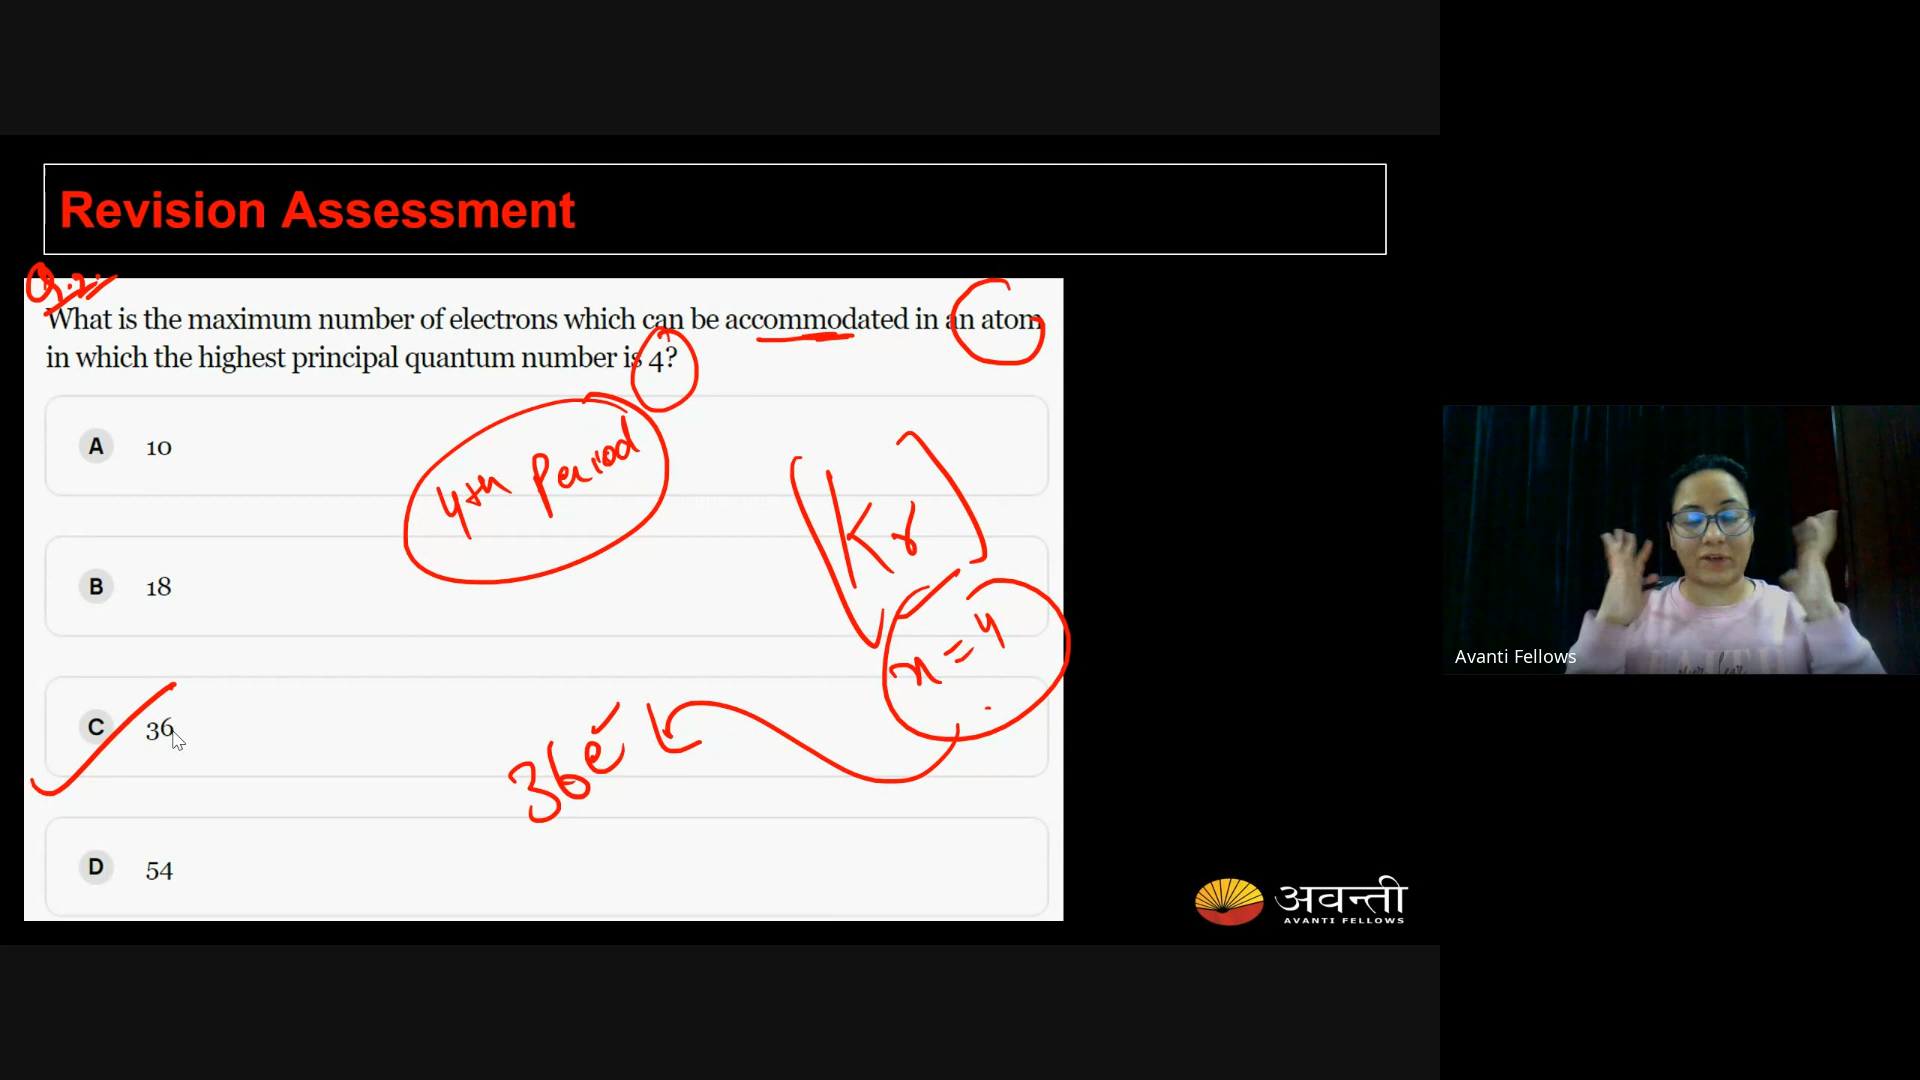 Revision Assessment
Q.2:
What is the maximum number of electrons which can be accommodated in an atom
in which the highest principal quantum number is 4?
A 10
4th Period
[Kr]
B 18
n = 4
C 36
36e⁻
D 54
Avanti Fellows
अवन्ती
AVANTI FELLOWS